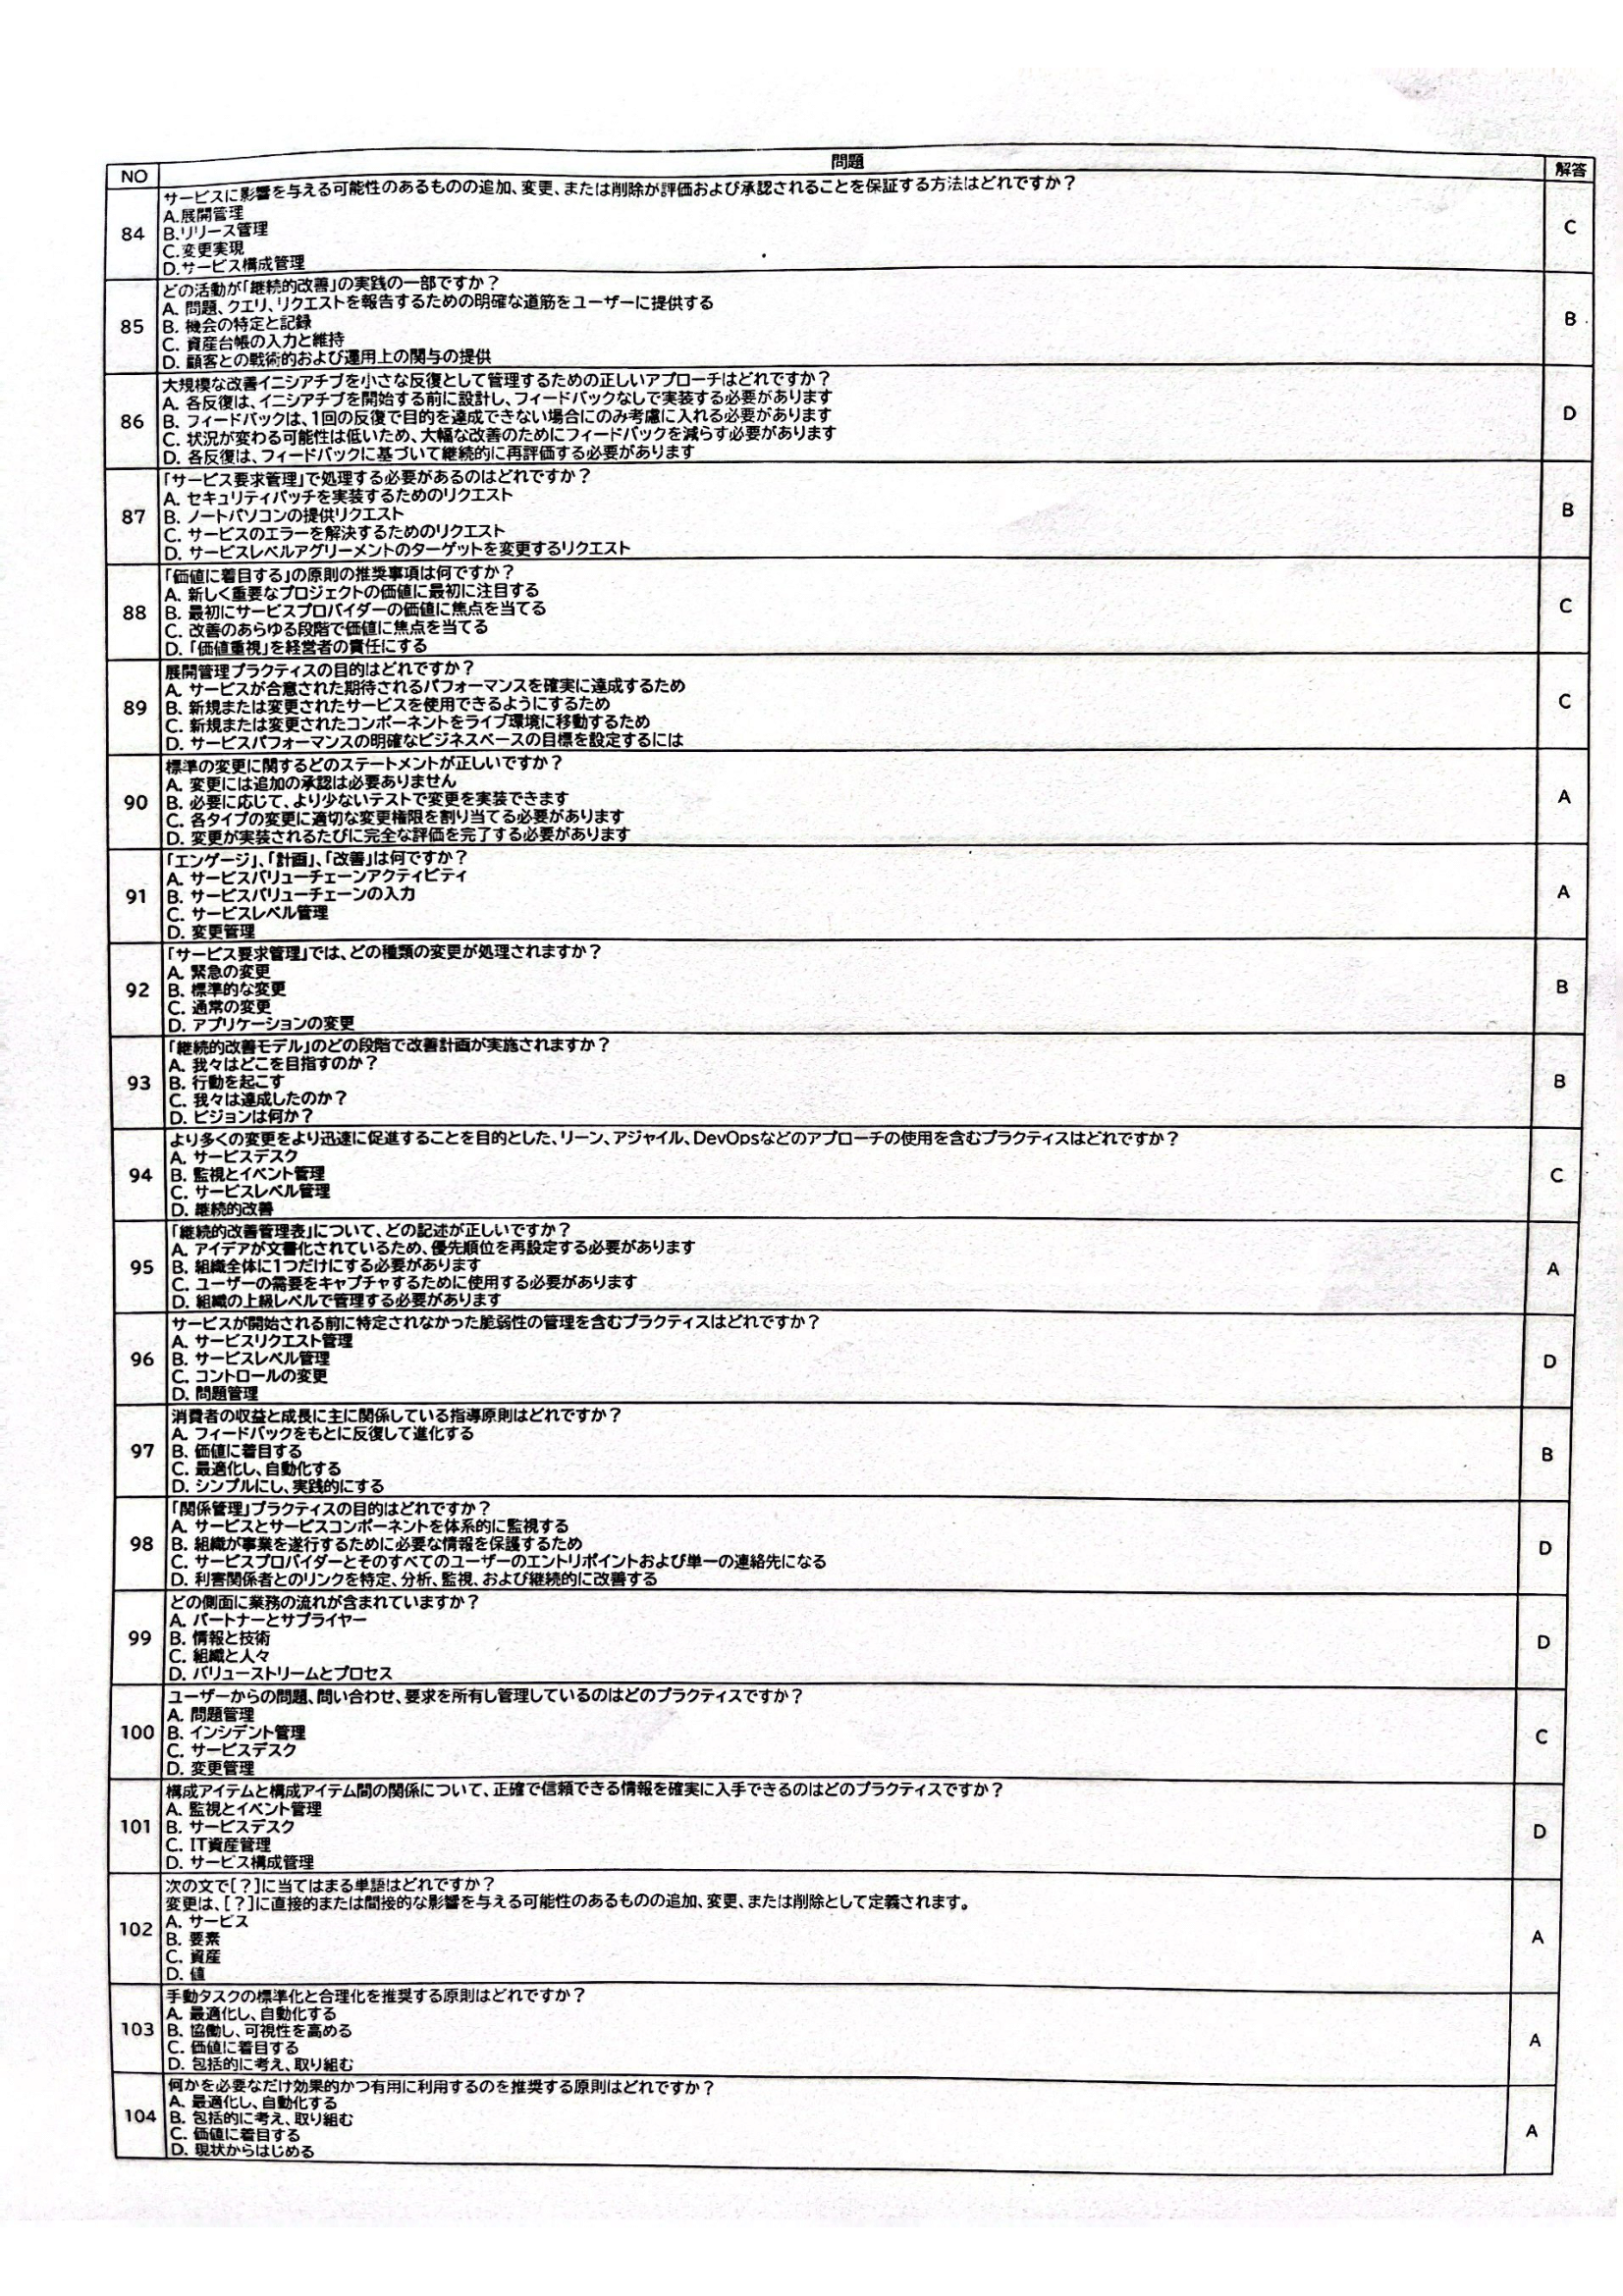 NO 問題 解答
84 サービスに影響を与える可能性のあるものの追加、変更、または削除が評価および承認されることを保証する方法はどれですか？ C
A.展開管理
B.リリース管理
C.変更実現
D.サービス構成管理
85 どの活動が「継続的改善」の実践の一部ですか？ B
A. 問題、クエリ、リクエストを報告するための明確な道筋をユーザーに提供する
B. 機会の特定と記録
C. 資産台帳の入力と維持
D. 顧客との戦術的および運用上の関与の提供
86 大規模な改善イニシアチブを小さな反復として管理するための正しいアプローチはどれですか？ D
A. 各反復は、イニシアチブを開始する前に設計し、フィードバックなしで実装する必要があります
B. フィードバックは、1回の反復で目的を達成できない場合にのみ考慮に入れる必要があります
C. 状況が変わる可能性は低いため、大幅な改善のためにフィードバックを減らす必要があります
D. 各反復は、フィードバックに基づいて継続的に再評価する必要があります
87 「サービス要求管理」で処理する必要があるのはどれですか？ B
A. セキュリティパッチを実装するためのリクエスト
B. ノートパソコンの提供リクエスト
C. サービスのエラーを解決するためのリクエスト
D. サービスレベルアグリーメントのターゲットを変更するリクエスト
88 「価値に着目する」の原則の推奨事項は何ですか？ C
A. 新しく重要なプロジェクトの価値に最初に注目する
B. 最初にサービスプロバイダーの価値に焦点を当てる
C. 改善のあらゆる段階で価値に焦点を当てる
D. 「価値重視」を経営者の責任にする
89 展開管理プラクティスの目的はどれですか？ C
A. サービスが合意された期待されるパフォーマンスを確実に達成するため
B. 新規または変更されたサービスを使用できるようにするため
C. 新規または変更されたコンポーネントをライブ環境に移動するため
D. サービスパフォーマンスの明確なビジネスベースの目標を設定するには
90 標準の変更に関するどのステートメントが正しいですか？ A
A. 変更には追加の承認は必要ありません
B. 必要に応じて、より少ないテストで変更を実装できます
C. 各タイプの変更に適切な変更権限を割り当てる必要があります
D. 変更が実装されるたびに完全な評価を完了する必要があります
91 「エンゲージ」、「計画」、「改善」は何ですか？ A
A. サービスバリューチェーンアクティビティ
B. サービスバリューチェーンの入力
C. サービスレベル管理
D. 変更管理
92 「サービス要求管理」では、どの種類の変更が処理されますか？ B
A. 緊急の変更
B. 標準的な変更
C. 通常の変更
D. アプリケーションの変更
93 「継続的改善モデル」のどの段階で改善計画が実施されますか？ B
A. 我々はどこを目指すのか？
B. 行動を起こす
C. 我々は達成したのか？
D. ビジョンは何か？
94 より多くの変更をより迅速に促進することを目的とした、リーン、アジャイル、DevOpsなどのアプローチの使用を含むプラクティスはどれですか？ C
A. サービスデスク
B. 監視とイベント管理
C. サービスレベル管理
D. 継続的改善
95 「継続的改善管理表」について、どの記述が正しいですか？ A
A. アイデアが文書化されているため、優先順位を再設定する必要があります
B. 組織全体に1つだけにする必要があります
C. ユーザーの需要をキャプチャするために使用する必要があります
D. 組織の上級レベルで管理する必要があります
96 サービスが開始される前に特定されなかった脆弱性の管理を含むプラクティスはどれですか？ D
A. サービスリクエスト管理
B. サービスレベル管理
C. コントロールの変更
D. 問題管理
97 消費者の収益と成長に主に関係している指導原則はどれですか？ B
A. フィードバックをもとに反復して進化する
B. 価値に着目する
C. 最適化し、自動化する
D. シンプルにし、実践的にする
98 「関係管理」プラクティスの目的はどれですか？ D
A. サービスとサービスコンポーネントを体系的に監視する
B. 組織が事業を遂行するために必要な情報を保護するため
C. サービスプロバイダーとそのすべてのユーザーのエントリポイントおよび単一の連絡先になる
D. 利害関係者とのリンクを特定、分析、監視、および継続的に改善する
99 どの側面に業務の流れが含まれていますか？ D
A. パートナーとサプライヤー
B. 情報と技術
C. 組織と人々
D. バリューストリームとプロセス
100 ユーザーからの問題、問い合わせ、要求を所有し管理しているのはどのプラクティスですか？ C
A. 問題管理
B. インシデント管理
C. サービスデスク
D. 変更管理
101 構成アイテムと構成アイテム間の関係について、正確で信頼できる情報を確実に入手できるのはどのプラクティスですか？ D
A. 監視とイベント管理
B. サービスデスク
C. IT資産管理
D. サービス構成管理
102 次の文で[？]に当てはまる単語はどれですか？ A
変更は、[？]に直接的または間接的な影響を与える可能性のあるものの追加、変更、または削除として定義されます。
A. サービス
B. 要素
C. 資産
D. 値
103 手動タスクの標準化と合理化を推奨する原則はどれですか？ A
A. 最適化し、自動化する
B. 協働し、可視性を高める
C. 価値に着目する
D. 包括的に考え、取り組む
104 何かを必要なだけ効果的かつ有用に利用するのを推奨する原則はどれですか？ A
A. 最適化し、自動化する
B. 包括的に考え、取り組む
C. 価値に着目する
D. 現状からはじめる